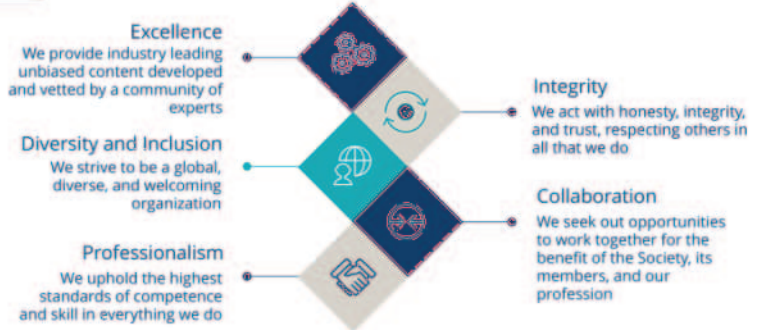 Excellence
We provide industry leading
unbiased content developed
and vetted by a community of
experts
Integrity
We act with honesty, integrity,
and trust, respecting others in
all that we do
Diversity and Inclusion
We strive to be a global,
diverse, and welcoming
organization
Collaboration
We seek out opportunities
to work together for the
benefit of the Society, its
members, and our
profession
Professionalism
We uphold the highest
standards of competence
and skill in everything we do